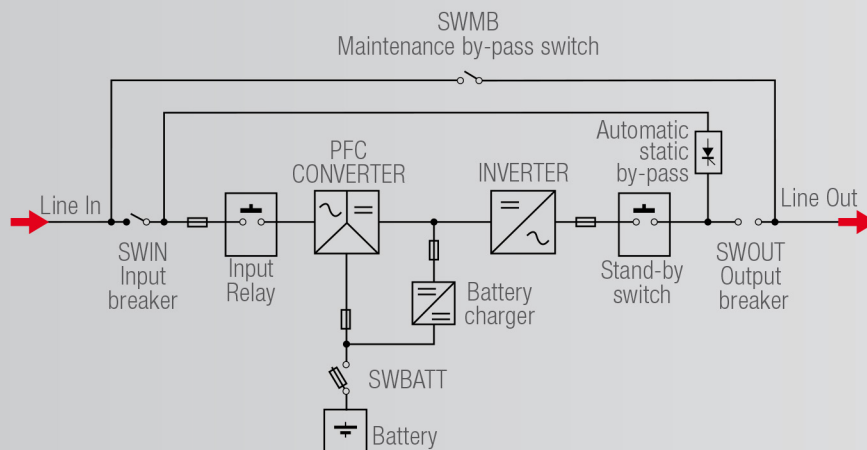 SWMB
Maintenance by-pass switch
Automatic
static
by-pass
PFC
CONVERTER
INVERTER
Line In
Line Out
SWIN
Input
breaker
Input
Relay
Battery
charger
Stand-by
switch
SWOUT
Output
breaker
SWBATT
Battery